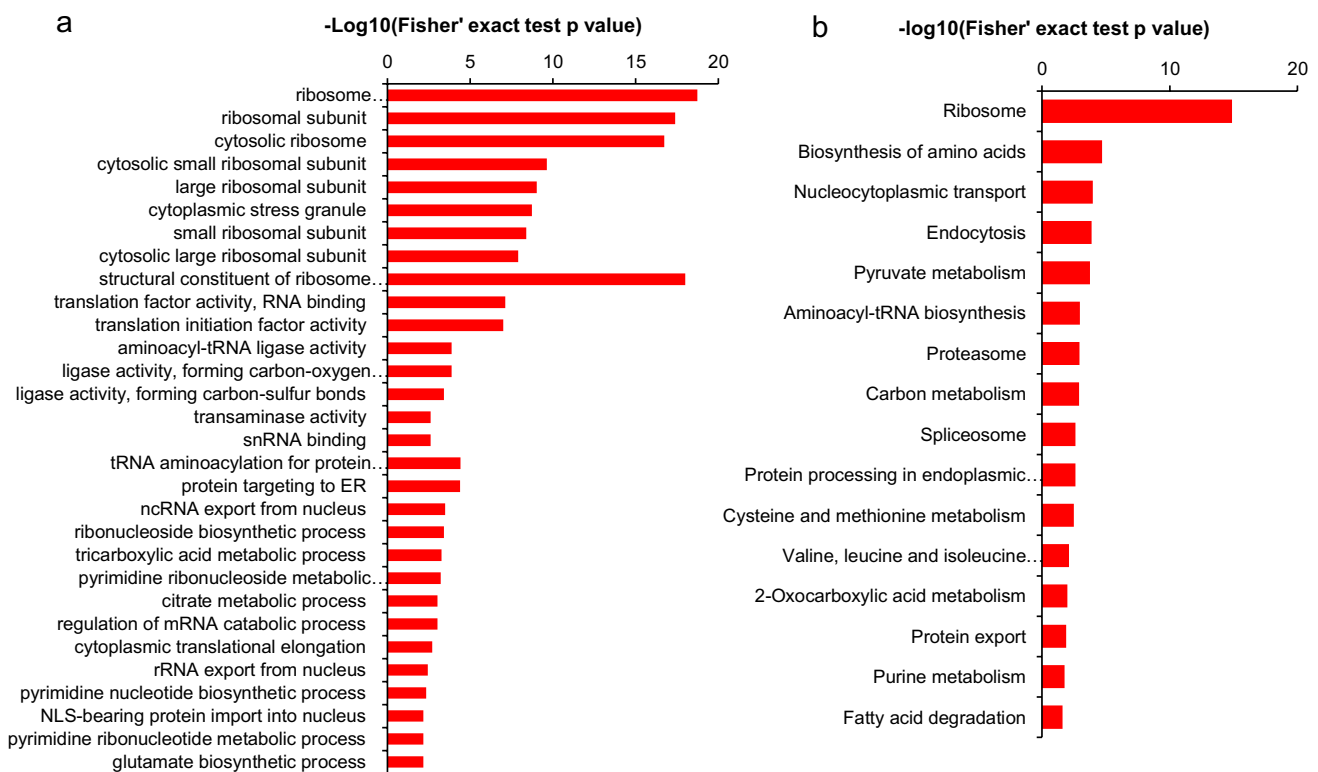 a
-Log10(Fisher' exact test p value)
0 5 10 15 20
ribosome…
ribosomal subunit
cytosolic ribosome
cytosolic small ribosomal subunit
large ribosomal subunit
cytoplasmic stress granule
small ribosomal subunit
cytosolic large ribosomal subunit
structural constituent of ribosome…
translation factor activity, RNA binding
translation initiation factor activity
aminoacyl-tRNA ligase activity
ligase activity, forming carbon-oxygen…
ligase activity, forming carbon-sulfur bonds
transaminase activity
snRNA binding
tRNA aminoacylation for protein…
protein targeting to ER
ncRNA export from nucleus
ribonucleoside biosynthetic process
tricarboxylic acid metabolic process
pyrimidine ribonucleoside metabolic…
citrate metabolic process
regulation of mRNA catabolic process
cytoplasmic translational elongation
rRNA export from nucleus
pyrimidine nucleotide biosynthetic process
NLS-bearing protein import into nucleus
pyrimidine ribonucleotide metabolic process
glutamate biosynthetic process
b
-log10(Fisher' exact test p value)
0 10 20
Ribosome
Biosynthesis of amino acids
Nucleocytoplasmic transport
Endocytosis
Pyruvate metabolism
Aminoacyl-tRNA biosynthesis
Proteasome
Carbon metabolism
Spliceosome
Protein processing in endoplasmic…
Cysteine and methionine metabolism
Valine, leucine and isoleucine…
2-Oxocarboxylic acid metabolism
Protein export
Purine metabolism
Fatty acid degradation